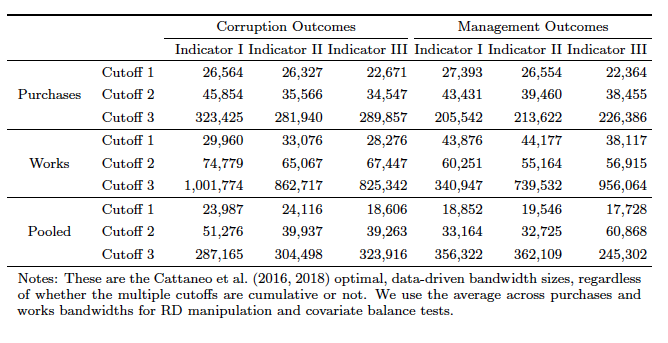 Corruption Outcomes Management Outcomes
Indicator I Indicator II Indicator III Indicator I Indicator II Indicator III
Cutoff 1 26,564 26,327 22,671 27,393 26,554 22,364
Purchases Cutoff 2 45,854 35,566 34,547 43,431 39,460 38,455
Cutoff 3 323,425 281,940 289,857 205,542 213,622 226,386
Cutoff 1 29,960 33,076 28,276 43,876 44,177 38,117
Works Cutoff 2 74,779 65,067 67,447 60,251 55,164 56,915
Cutoff 3 1,001,774 862,717 825,342 340,947 739,532 956,064
Cutoff 1 23,987 24,116 18,606 18,852 19,546 17,728
Pooled Cutoff 2 51,276 39,937 39,263 33,164 32,725 60,868
Cutoff 3 287,165 304,498 323,916 356,322 362,109 245,302
Notes: These are the Cattaneo et al. (2016, 2018) optimal, data-driven bandwidth sizes, regardless
of whether the multiple cutoffs are cumulative or not. We use the average across purchases and
works bandwidths for RD manipulation and covariate balance tests.